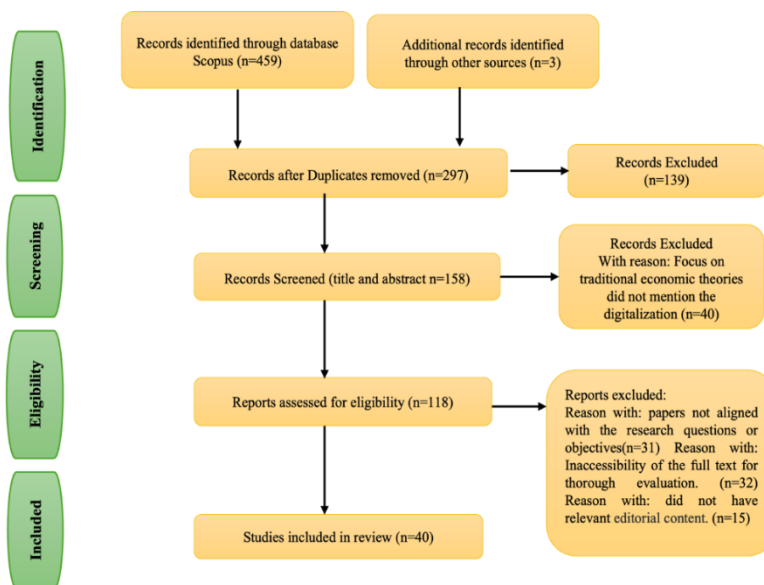 Identification
Records identified through database
Scopus (n=459)
Additional records identified
through other sources (n=3)
Records after Duplicates removed (n=297)
Records Excluded
(n=139)
Screening
Records Screened (title and abstract n=158)
Records Excluded
With reason: Focus on
traditional economic theories
did not mention the
digitalization (n=40)
Eligibility
Reports assessed for eligibility (n=118)
Reports excluded:
Reason with: papers not aligned
with the research questions or
objectives(n=31) Reason with:
Inaccessibility of the full text for
thorough evaluation. (n=32)
Reason with: did not have
relevant editorial content. (n=15)
Included
Studies included in review (n=40)